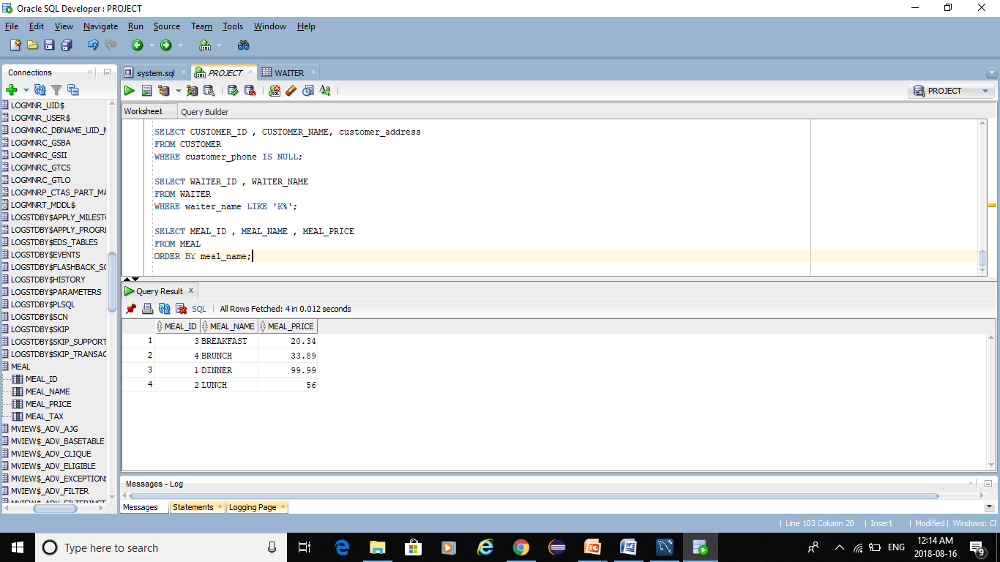 Oracle SQL Developer : PROJECT
File Edit View Navigate Run Source Team Tools Window Help
Connections
system.sql PROJECT WAITER
PROJECT
Worksheet Query Builder
LOGMNR_UID$
LOGMNR_USER$
LOGMNRC_DBNAME_UID_M
LOGMNRC_GSBA
LOGMNRC_GSII
LOGMNRC_GTCS
LOGMNRC_GTLO
LOGMNRP_CTAS_PART_MA
LOGMNRT_MDDL$
LOGSTDBY$APPLY_MILEST
LOGSTDBY$APPLY_PROGRE
LOGSTDBY$EDS_TABLES
LOGSTDBY$EVENTS
LOGSTDBY$FLASHBACK_SC
LOGSTDBY$HISTORY
LOGSTDBY$PARAMETERS
LOGSTDBY$PLSQL
LOGSTDBY$SCN
LOGSTDBY$SKIP
LOGSTDBY$SKIP_SUPPORT
LOGSTDBY$SKIP_TRANSAC
MEAL
MEAL_ID
MEAL_NAME
MEAL_PRICE
MEAL_TAX
MVIEW$_ADV_AJG
MVIEW$_ADV_BASETABLE
MVIEW$_ADV_CLIQUE
MVIEW$_ADV_ELIGIBLE
MVIEW$_ADV_EXCEPTIONS
MVIEW$_ADV_FILTER
SELECT CUSTOMER_ID , CUSTOMER_NAME, customer_address
FROM CUSTOMER
WHERE customer_phone IS NULL;
SELECT WAITER_ID , WAITER_NAME
FROM WAITER
WHERE waiter_name LIKE 'K%';
SELECT MEAL_ID , MEAL_NAME , MEAL_PRICE
FROM MEAL
ORDER BY meal_name;
Query Result
SQL | All Rows Fetched: 4 in 0.012 seconds
MEAL_ID MEAL_NAME MEAL_PRICE
1 3 BREAKFAST 20.34
2 4 BRUNCH 33.89
3 1 DINNER 99.99
4 2 LUNCH 56
Messages - Log
Messages Statements Logging Page
| Line 103 Column 20 | Insert | Modified | Windows: CF
Type here to search
ENG
12:14 AM
2018-08-16
9